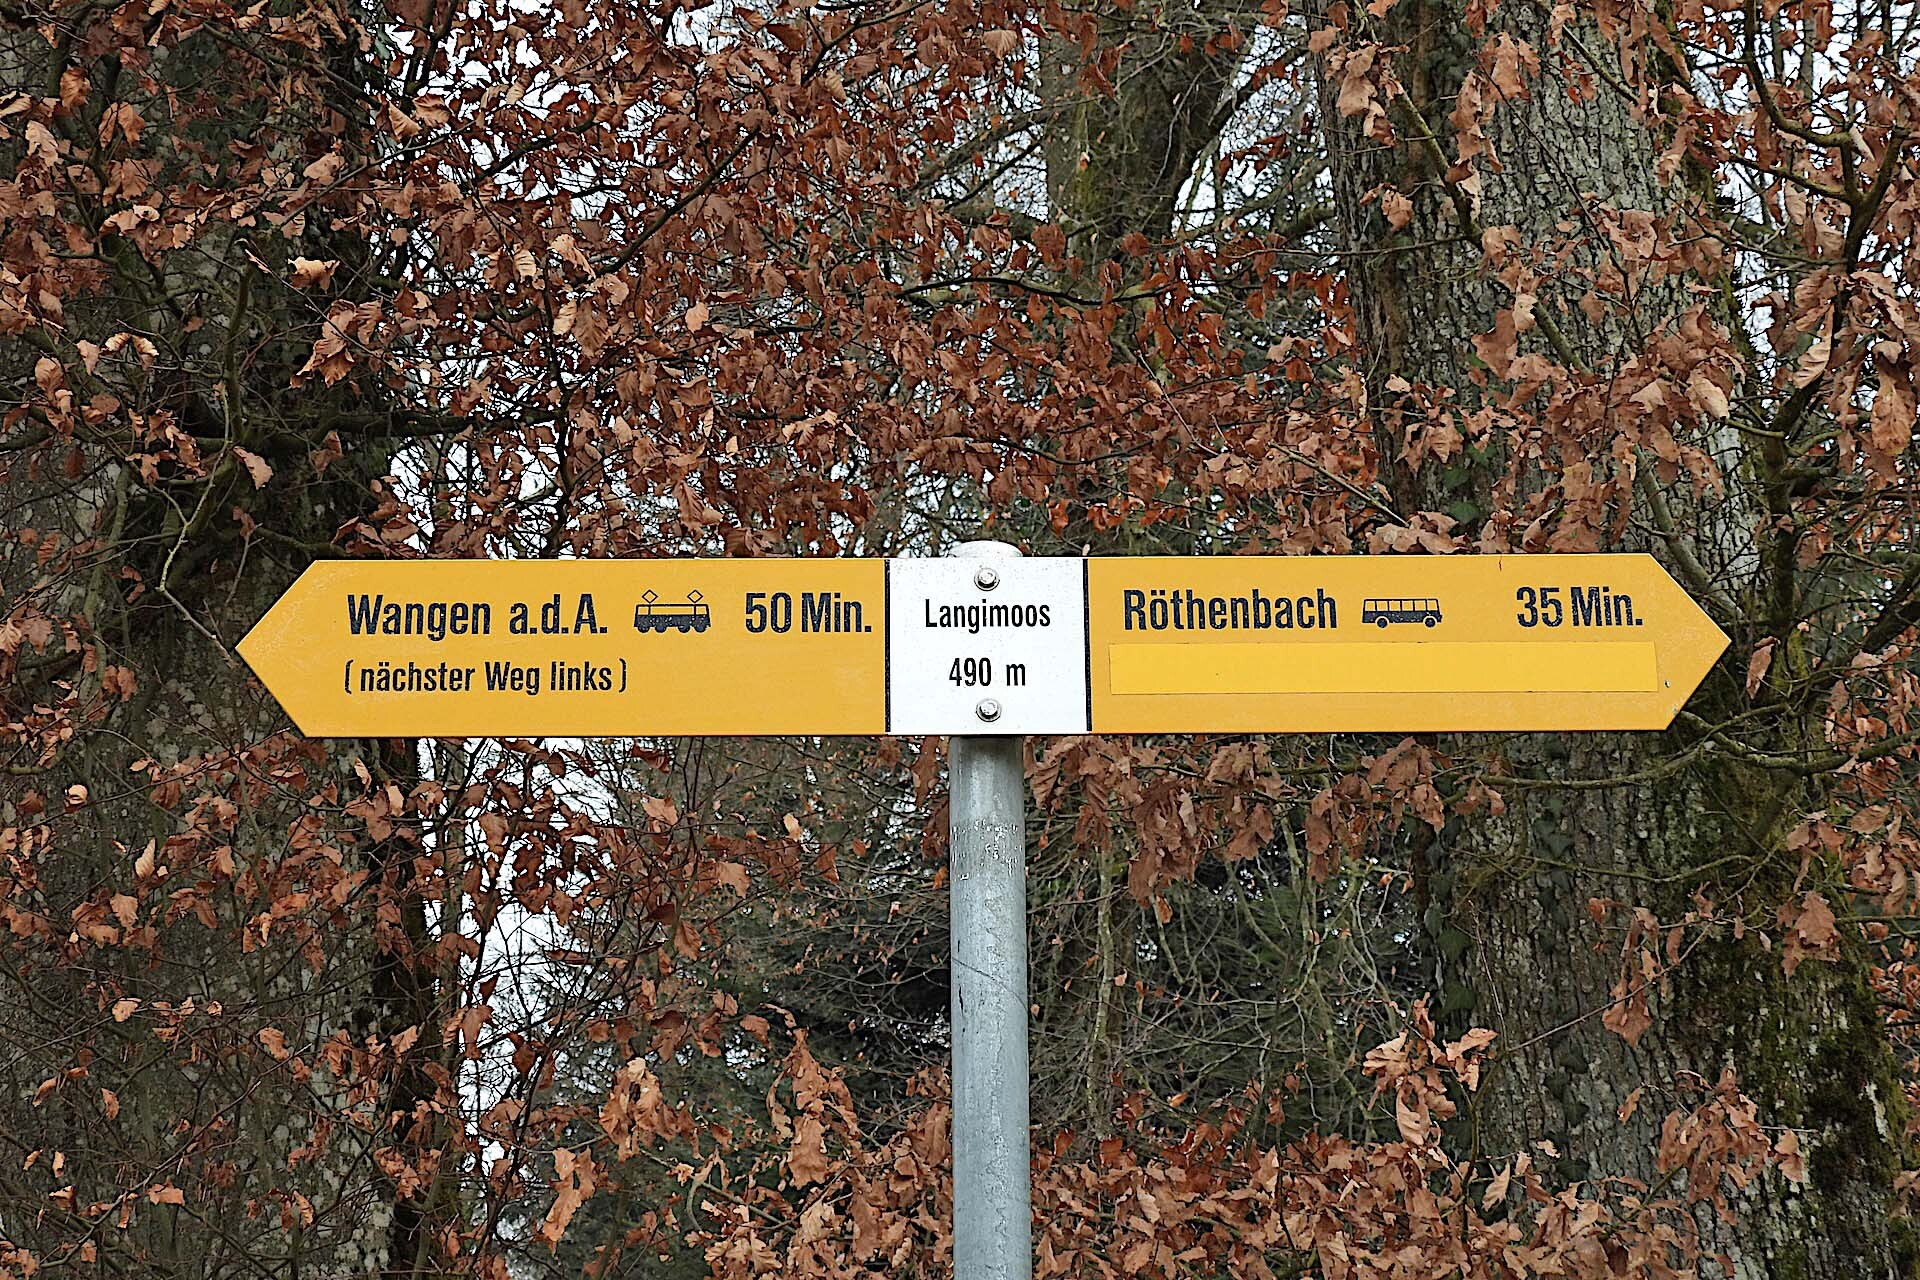 Wangen a.d.A. 50 Min.
(nächster Weg links)
Langimoos
490 m
Röthenbach 35 Min.